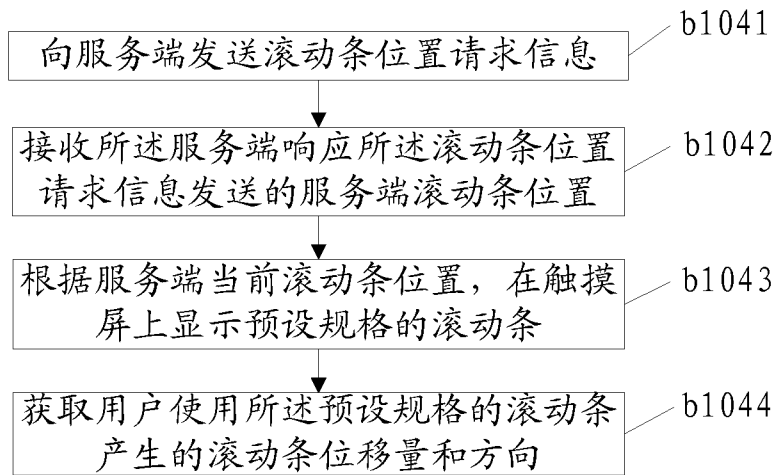 向服务端发送滚动条位置请求信息
b1041
接收所述服务端响应所述滚动条位置
请求信息发送的服务端滚动条位置
b1042
根据服务端当前滚动条位置，在触摸
屏上显示预设规格的滚动条
b1043
获取用户使用所述预设规格的滚动条
产生的滚动条位移量和方向
b1044